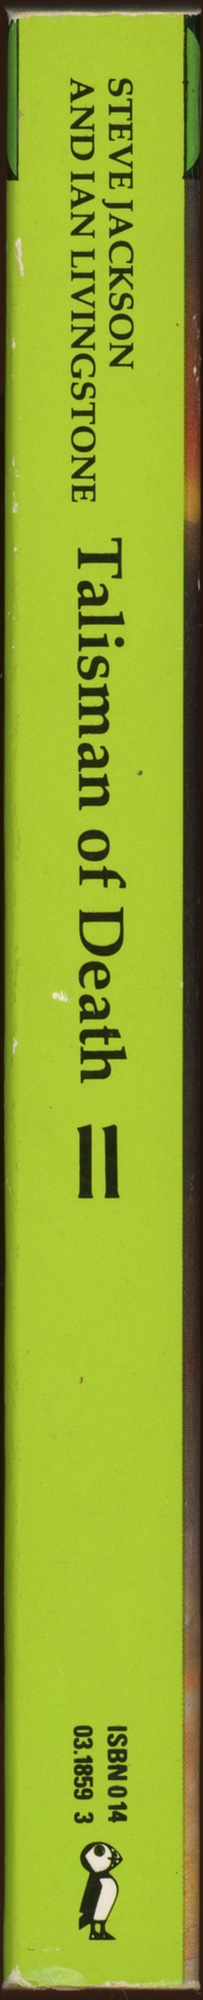 STEVE JACKSON
AND IAN LIVINGSTONE
Talisman of Death
11
ISBN 014
03.1859 3